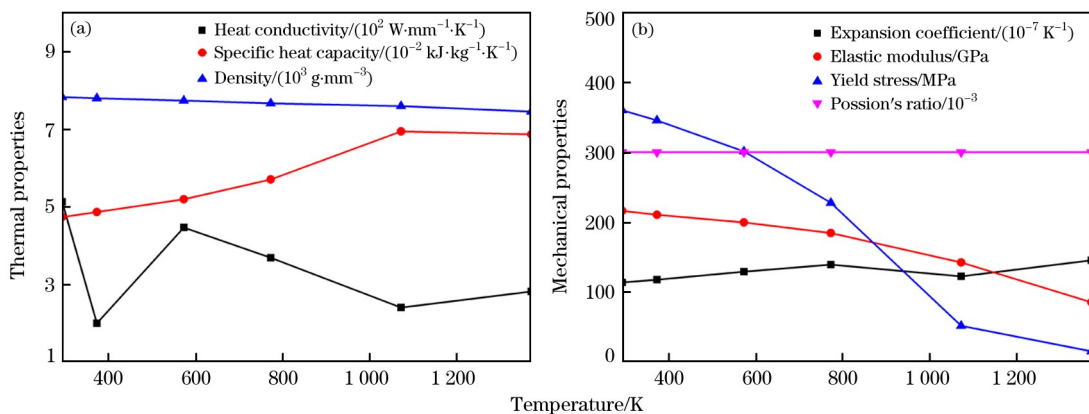 (a)
Heat conductivity/(10² W·mm⁻¹·K⁻¹)
Specific heat capacity/(10⁻² kJ·kg⁻¹·K⁻¹)
Density/(10³ g·mm⁻³)
Thermal properties
9
7
5
3
1
400
600
800
1 000
1 200
(b)
Expansion coefficient/(10⁻⁷ K⁻¹)
Elastic modulus/GPa
Yield stress/MPa
Possion's ratio/10⁻³
Mechanical properties
500
400
300
200
100
0
400
600
800
1 000
1 200
Temperature/K